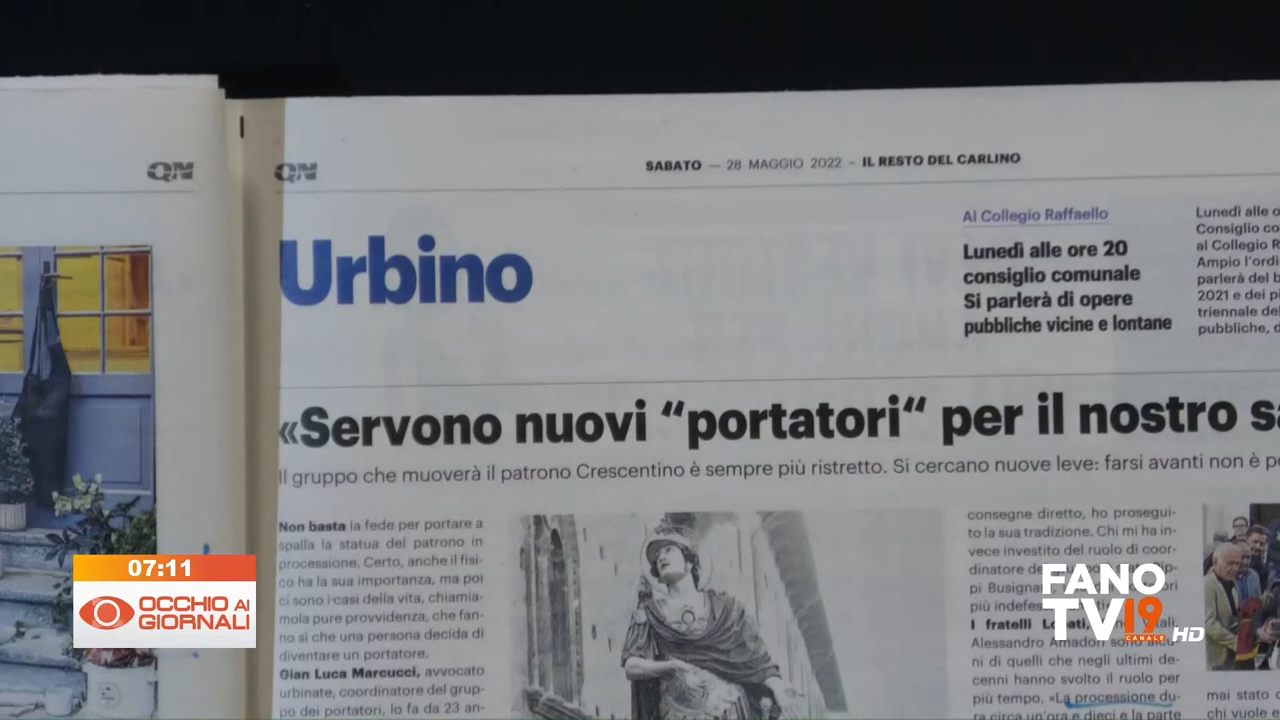 QN
QN
SABATO — 28 MAGGIO 2022 – IL RESTO DEL CARLINO
Urbino
Al Collegio Raffaello
Lunedì alle ore 20
consiglio comunale
Si parlerà di opere
pubbliche vicine e lontane
Lunedì alle
Consiglio
al Collegio
Ampio
parlerà del
2021 e dei
triennale
pubbliche,
«Servono nuovi “portatori“ per il nostro
Il gruppo che muoverà il patrono Crescentino è sempre più ristretto. Si cercano nuove leve: farsi avanti non è
Non basta la fede per portare a
spalla la statua del patrono in
processione. Certo, anche il fisi-
co ha la sua importanza, ma poi
ci sono i casi della vita, chiamia-
mola pure provvidenza, che fan-
no sì che una persona decida di
diventare un portatore.
Gian Luca Marcucci, avvocato
urbinate, coordinatore del grup-
po dei portatori, lo fa da 23 an-
consegne dirette, ho prosegui-
to la sua tradizione. Chi mi ha in-
vece investito del ruolo di coor-
dinatore
pi
più
I fratelli
Alessandro Amadori sono alcu-
ni di quelli che negli ultimi de-
cenni hanno svolto il ruolo per
più tempo. «La processione du-
ra circa un'ora e dieci e la parte
mai stato
chi vuole e
07:11
OCCHIO AI
GIORNALI
FANO
TV19
CANALE
HD